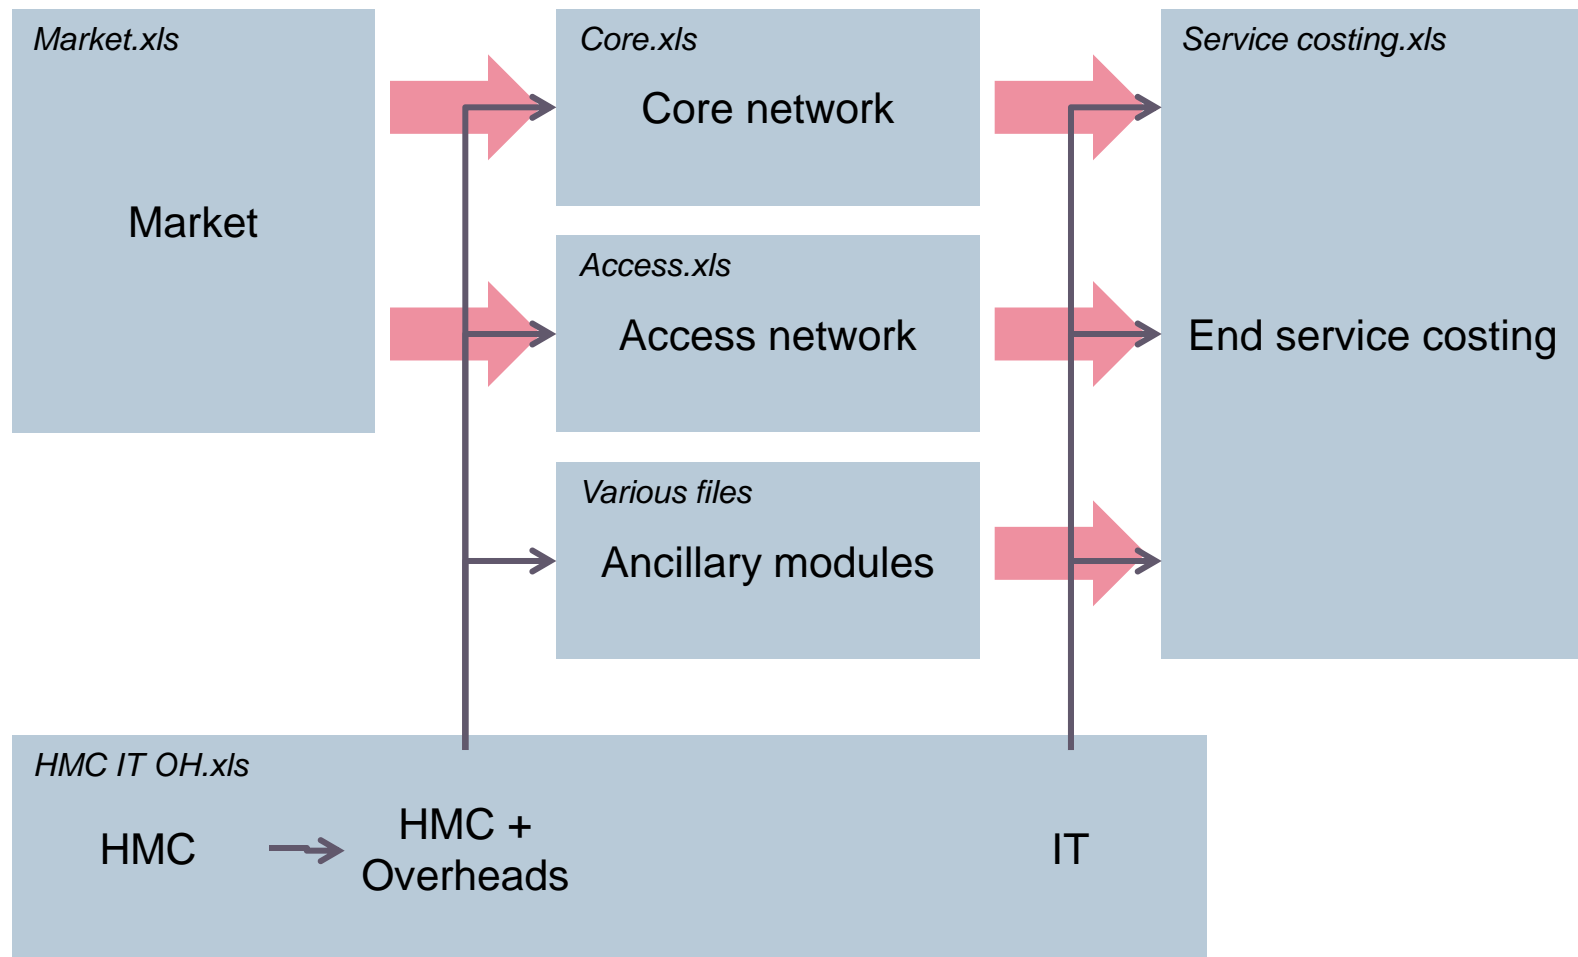 Market.xls
Market
Core.xls
Core network
Access.xls
Access network
Various files
Ancillary modules
Service costing.xls
End service costing
HMC IT OH.xls
HMC
HMC +
Overheads
IT